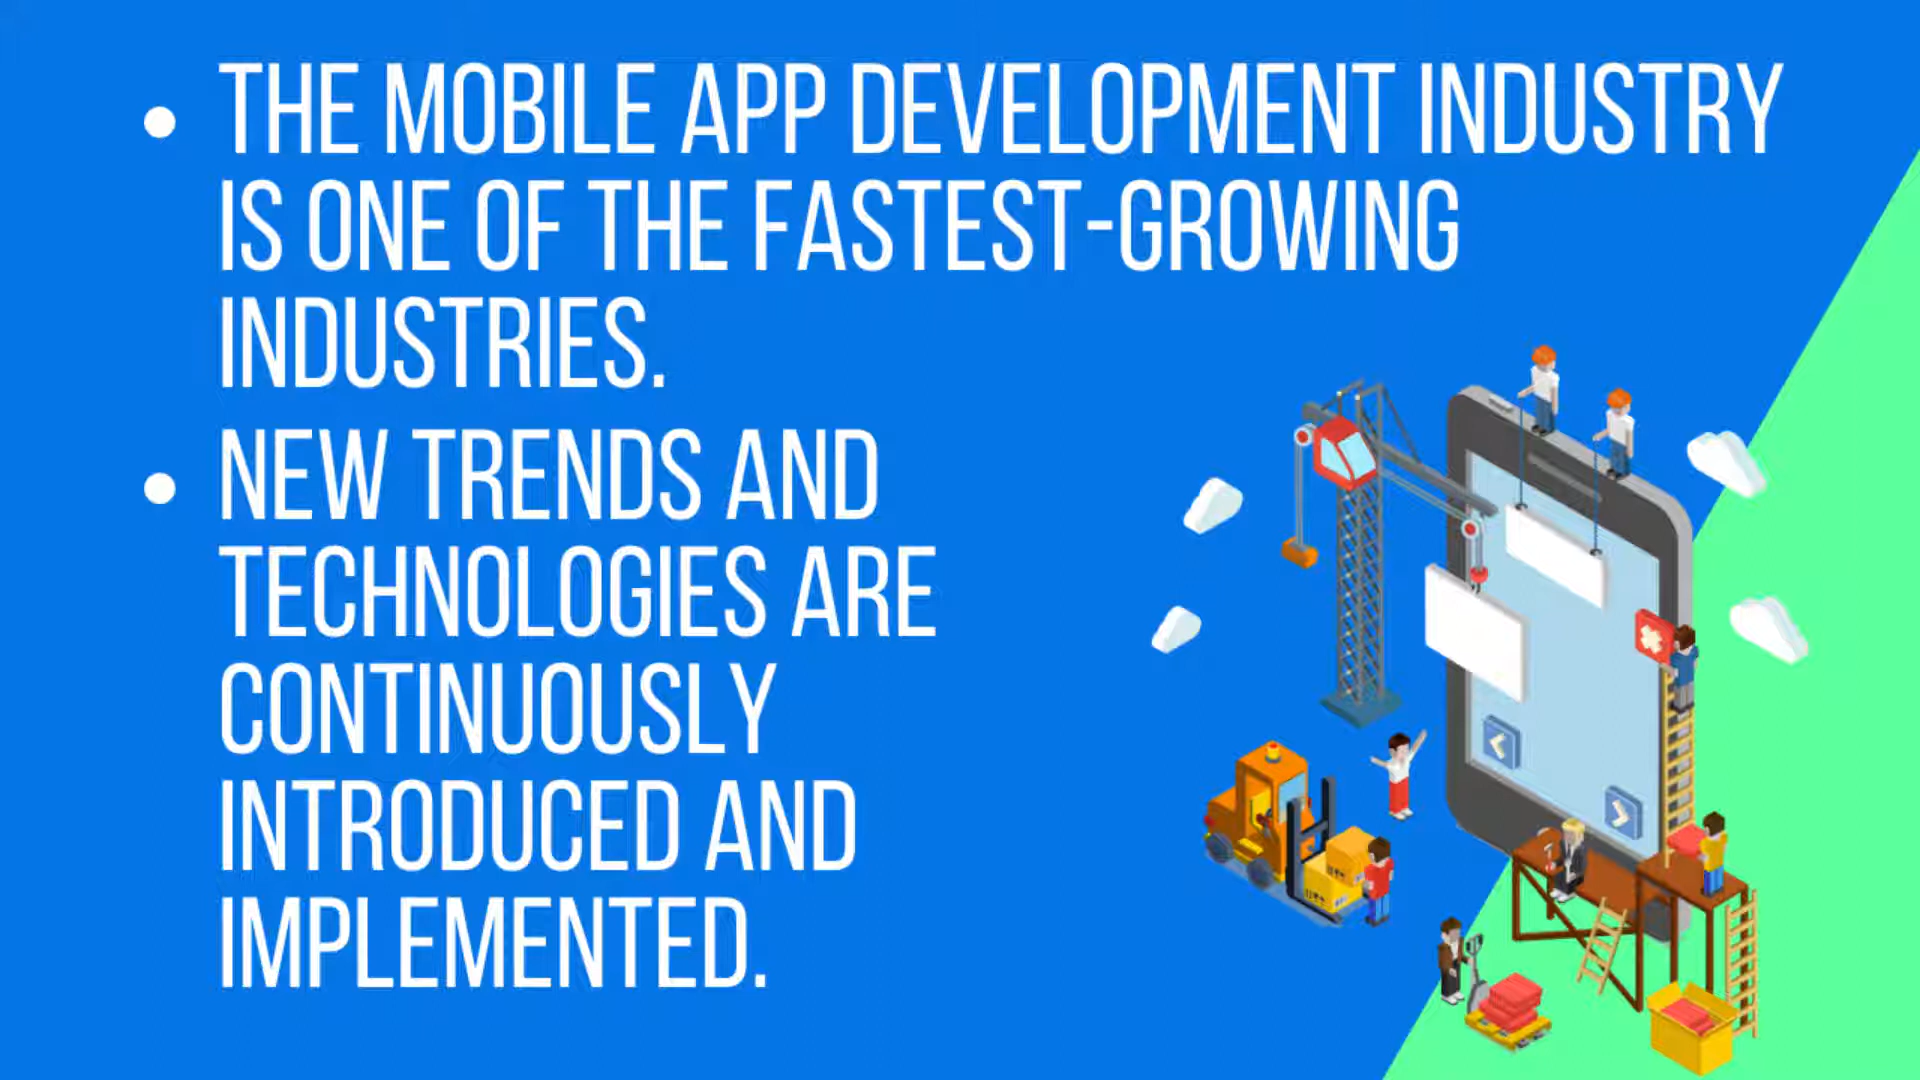 • THE MOBILE APP DEVELOPMENT INDUSTRY
IS ONE OF THE FASTEST-GROWING
INDUSTRIES.
• NEW TRENDS AND
TECHNOLOGIES ARE
CONTINUOUSLY
INTRODUCED AND
IMPLEMENTED.